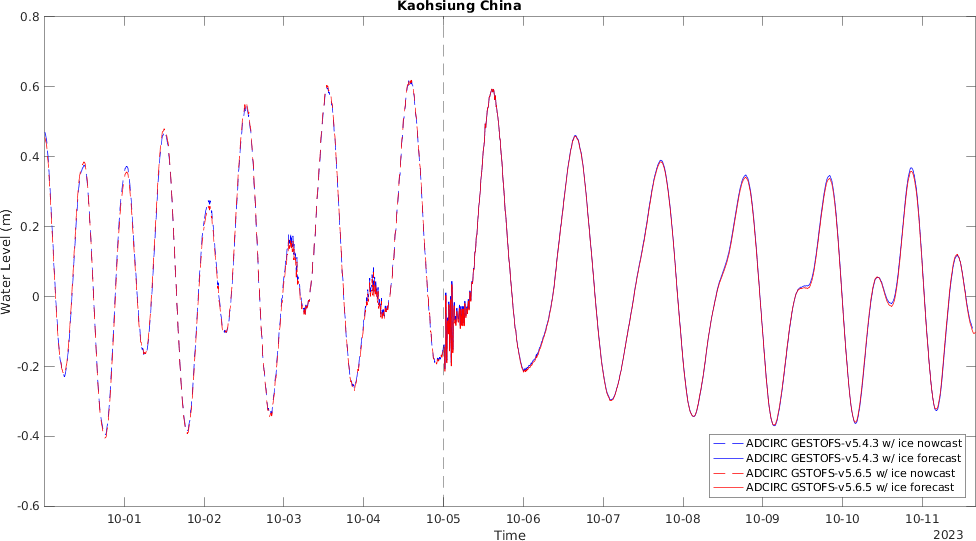 Kaohsiung China
0.8
0.6
0.4
0.2
0
-0.2
-0.4
-0.6
Water Level (m)
ADCIRC GESTOFS-v5.4.3 w/ ice nowcast
ADCIRC GESTOFS-v5.4.3 w/ ice forecast
ADCIRC GSTOFS-v5.6.5 w/ ice nowcast
ADCIRC GSTOFS-v5.6.5 w/ ice forecast
10-01 10-02 10-03 10-04 10-05 10-06 10-07 10-08 10-09 10-10 10-11
Time
2023